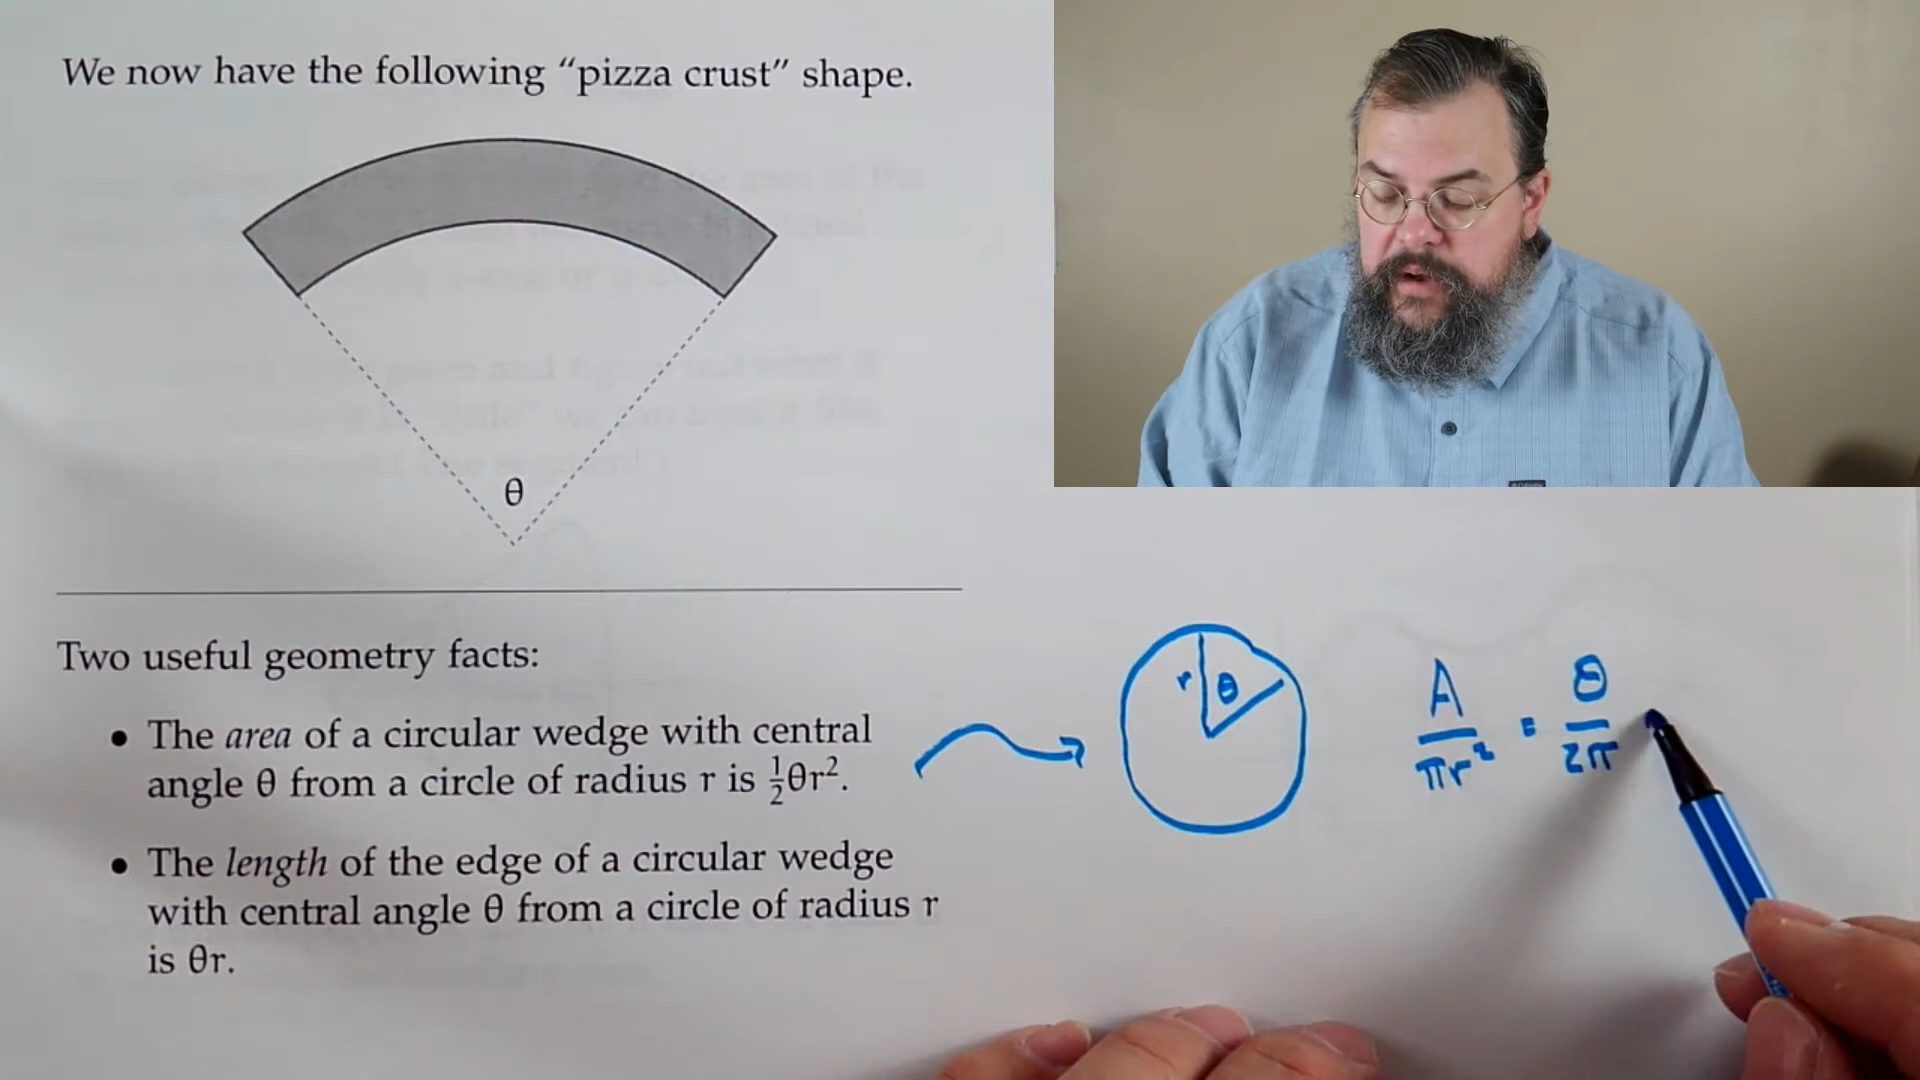 We now have the following “pizza crust” shape.
θ
Two useful geometry facts:
• The area of a circular wedge with central
angle θ from a circle of radius r is ½θr².
• The length of the edge of a circular wedge
with central angle θ from a circle of radius r
is θr.
r θ
A/πr² = θ/2π